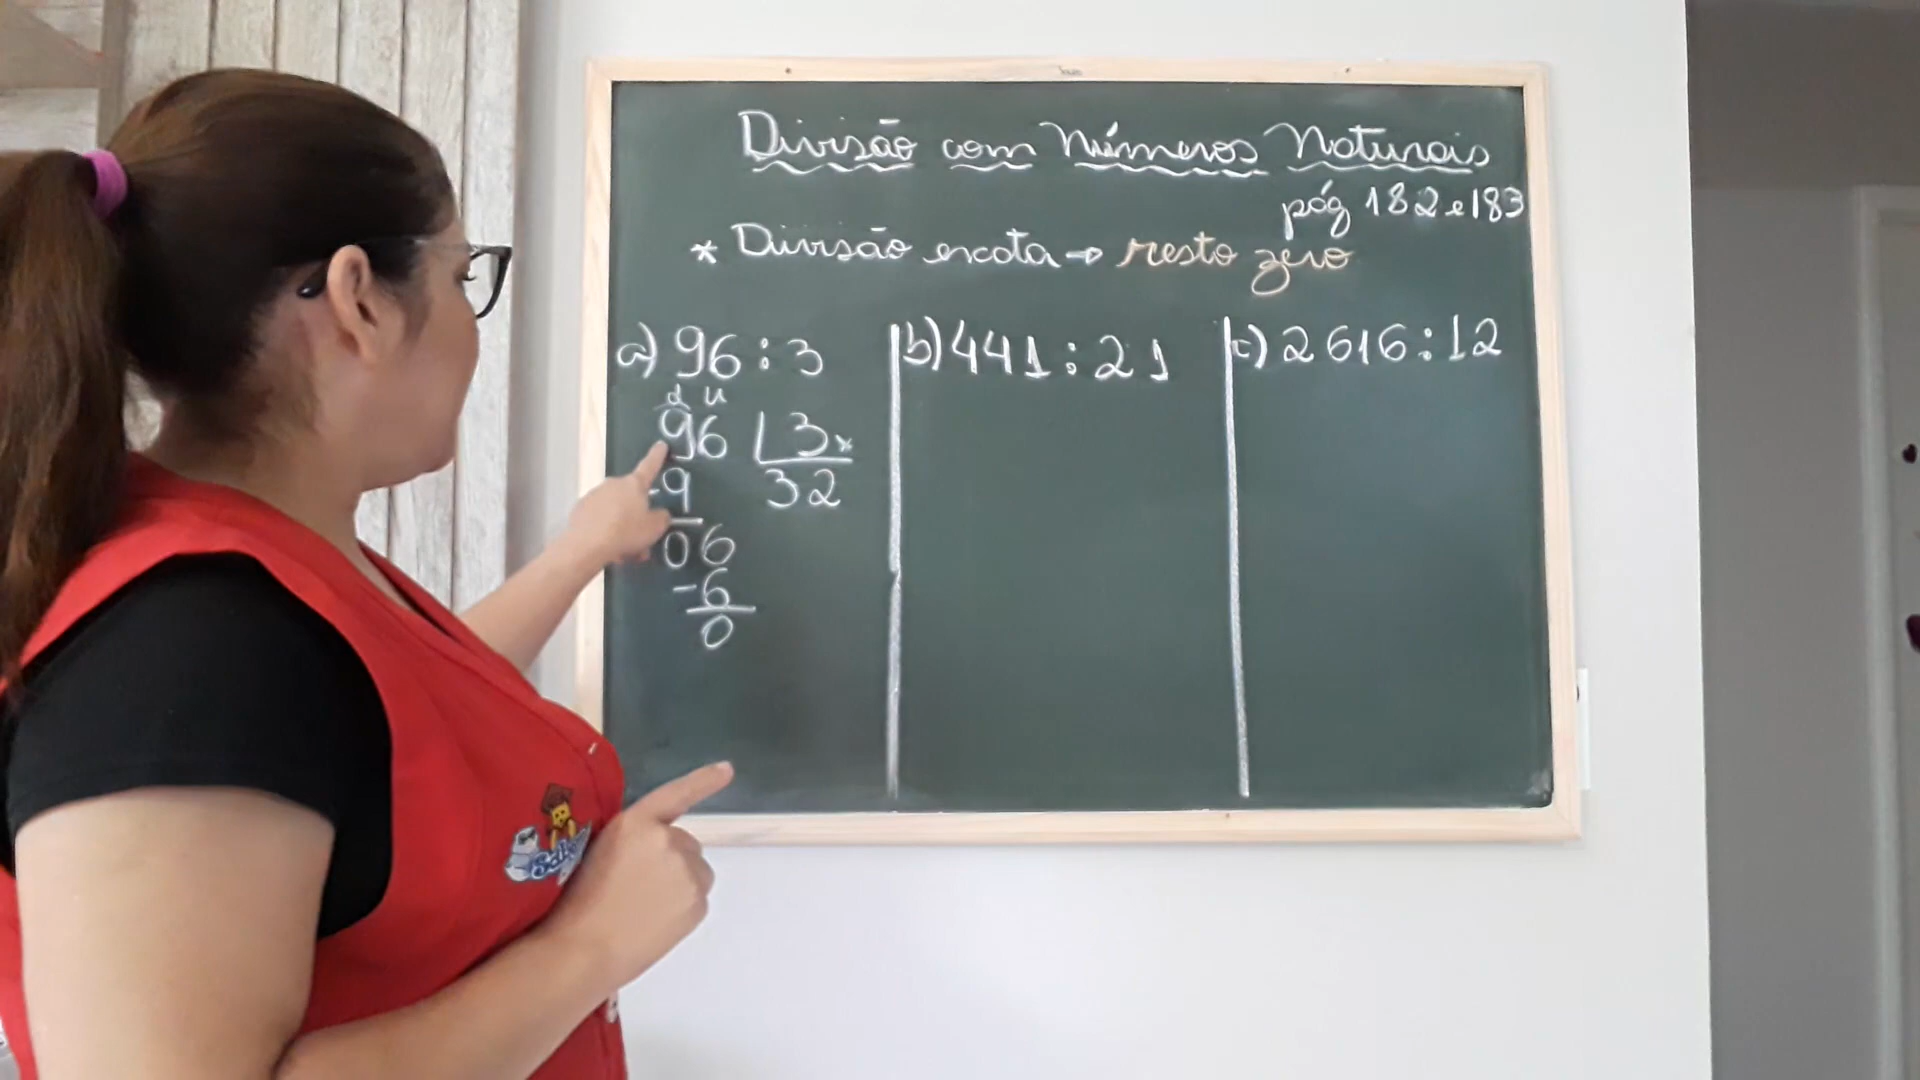 Divisão com Números Naturais
pág 182 e 183
* Divisão exata → resto zero
a) 96 : 3
d u
96 3 *
-9 32
06
-6
0
b) 441 : 21
c) 2616 : 12